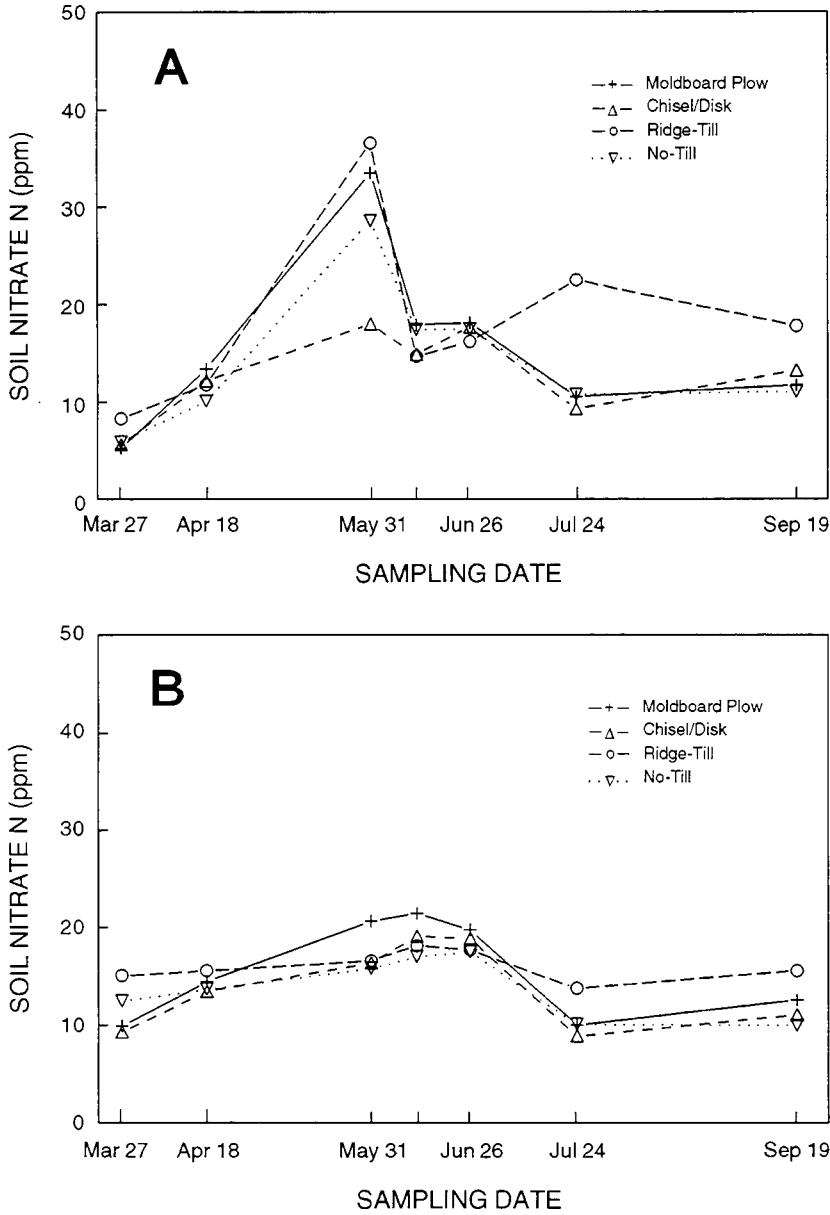 A
Moldboard Plow
Chisel/Disk
Ridge-Till
No-Till
SOIL NITRATE N (ppm)
50
40
30
20
10
0
Mar 27 Apr 18 May 31 Jun 26 Jul 24 Sep 19
SAMPLING DATE
B
Moldboard Plow
Chisel/Disk
Ridge-Till
No-Till
SOIL NITRATE N (ppm)
50
40
30
20
10
0
Mar 27 Apr 18 May 31 Jun 26 Jul 24 Sep 19
SAMPLING DATE